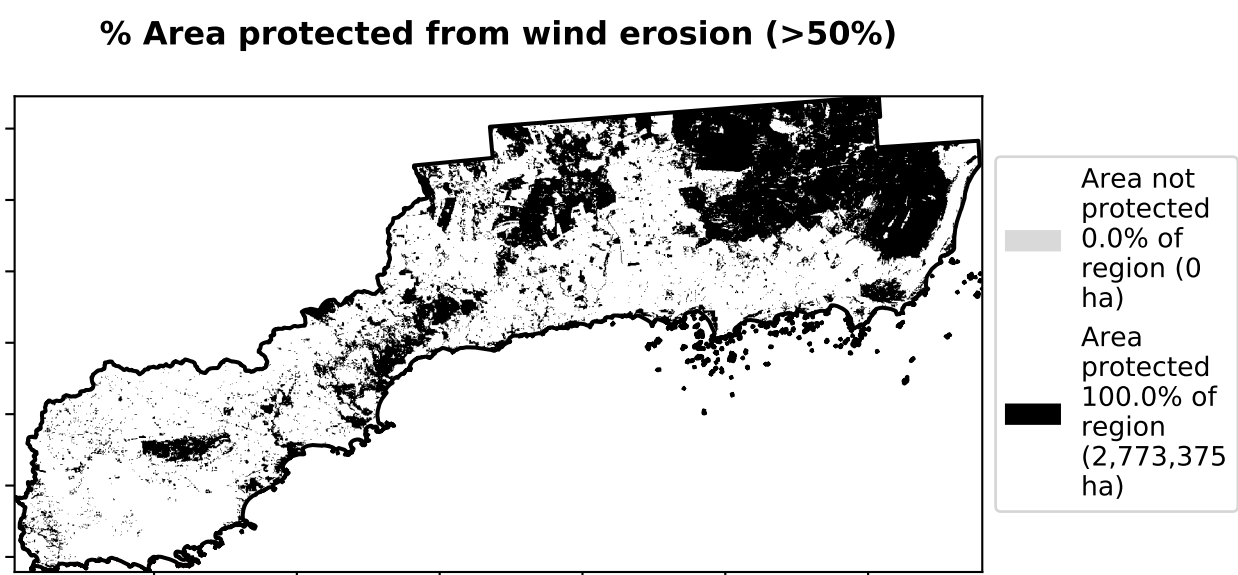 % Area protected from wind erosion (>50%)
Area not
protected
0.0% of
region (0
ha)
Area
protected
100.0% of
region
(2,773,375
ha)